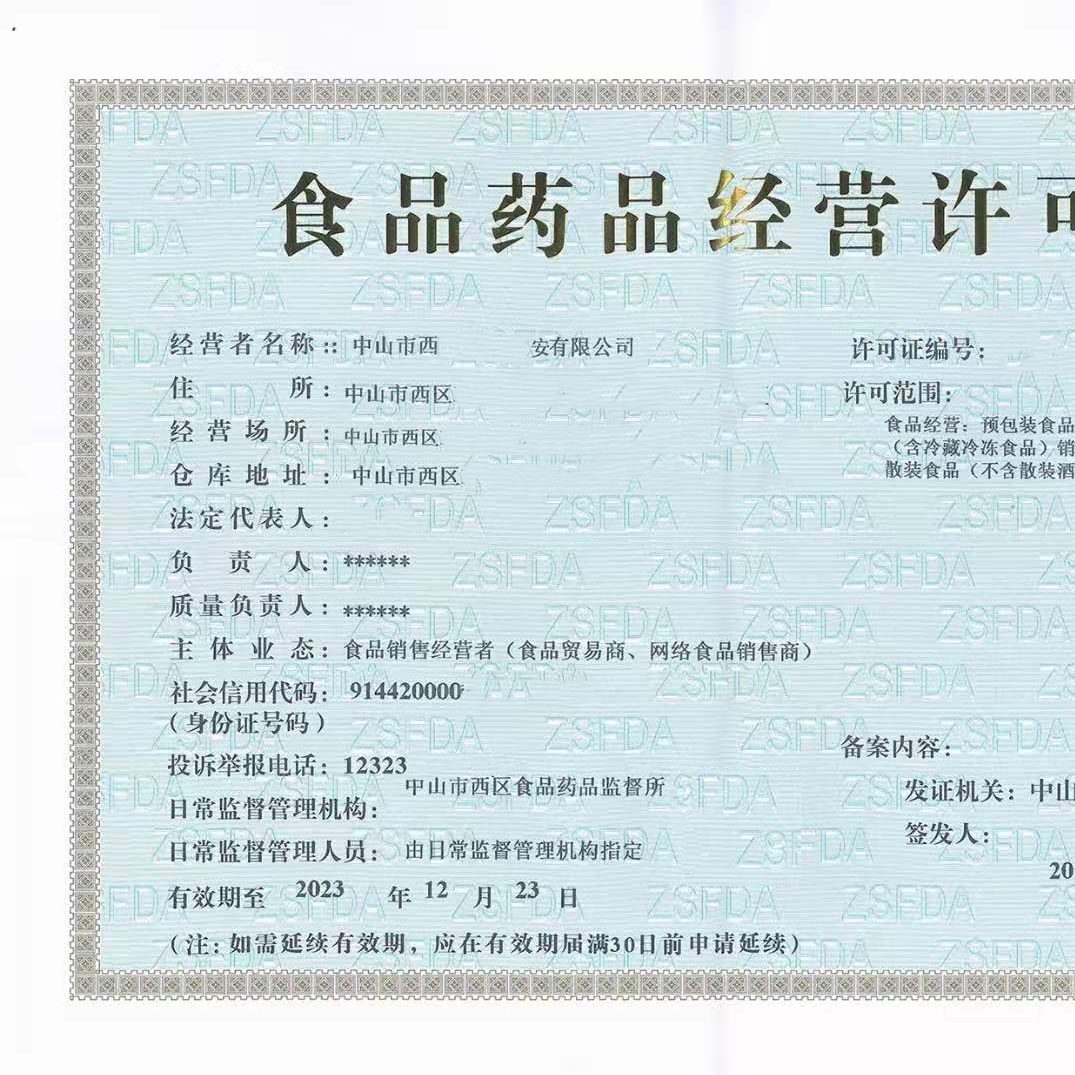 食品药品经营许可
经营者名称:: 中山市西 安有限公司
住 所: 中山市西区
经营场所: 中山市西区
仓库地址: 中山市西区
法定代表人:
负责人: ******
质量负责人: ******
主体业态: 食品销售经营者（食品贸易商、网络食品销售商）
社会信用代码: 914420000
(身份证号码)
投诉举报电话: 12323
日常监督管理机构: 中山市西区食品药品监督所
日常监督管理人员: 由日常监督管理机构指定
有效期至 2023 年 12 月 23 日
(注: 如需延续有效期，应在有效期届满30日前申请延续)
许可证编号:
许可范围:
食品经营: 预包装食品
（含冷藏冷冻食品）销
散装食品（不含散装酒
备案内容:
发证机关: 中山
签发人:
20
ZSFDA